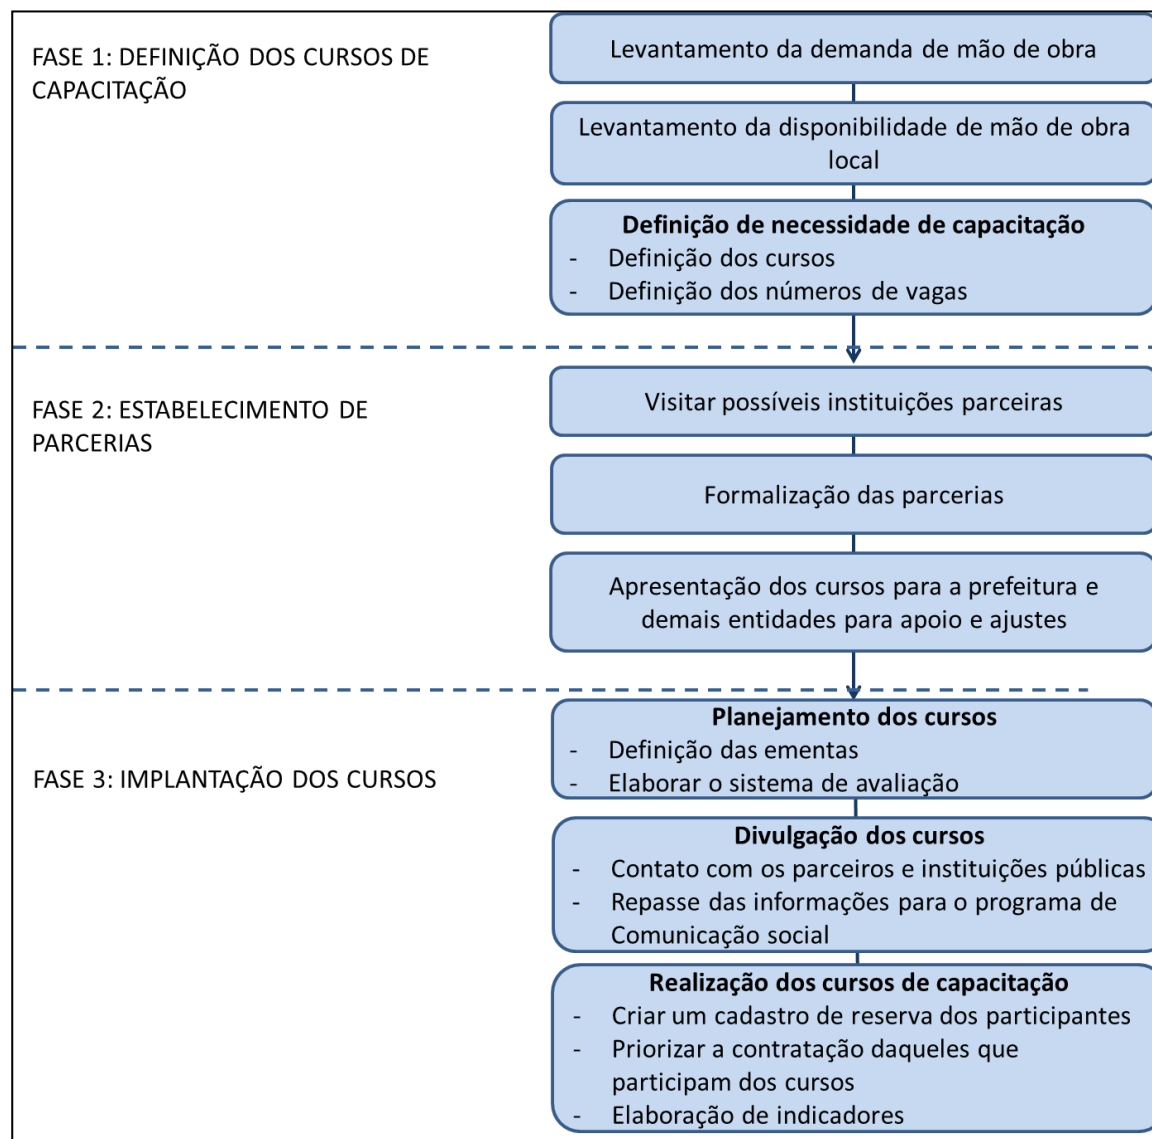 FASE 1: DEFINIÇÃO DOS CURSOS DE
CAPACITAÇÃO
Levantamento da demanda de mão de obra
Levantamento da disponibilidade de mão de obra
local
Definição de necessidade de capacitação
- Definição dos cursos
- Definição dos números de vagas
FASE 2: ESTABELECIMENTO DE
PARCERIAS
Visitar possíveis instituições parceiras
Formalização das parcerias
Apresentação dos cursos para a prefeitura e
demais entidades para apoio e ajustes
FASE 3: IMPLANTAÇÃO DOS CURSOS
Planejamento dos cursos
- Definição das ementas
- Elaborar o sistema de avaliação
Divulgação dos cursos
- Contato com os parceiros e instituições públicas
- Repasse das informações para o programa de
Comunicação social
Realização dos cursos de capacitação
- Criar um cadastro de reserva dos participantes
- Priorizar a contratação daqueles que
participam dos cursos
- Elaboração de indicadores